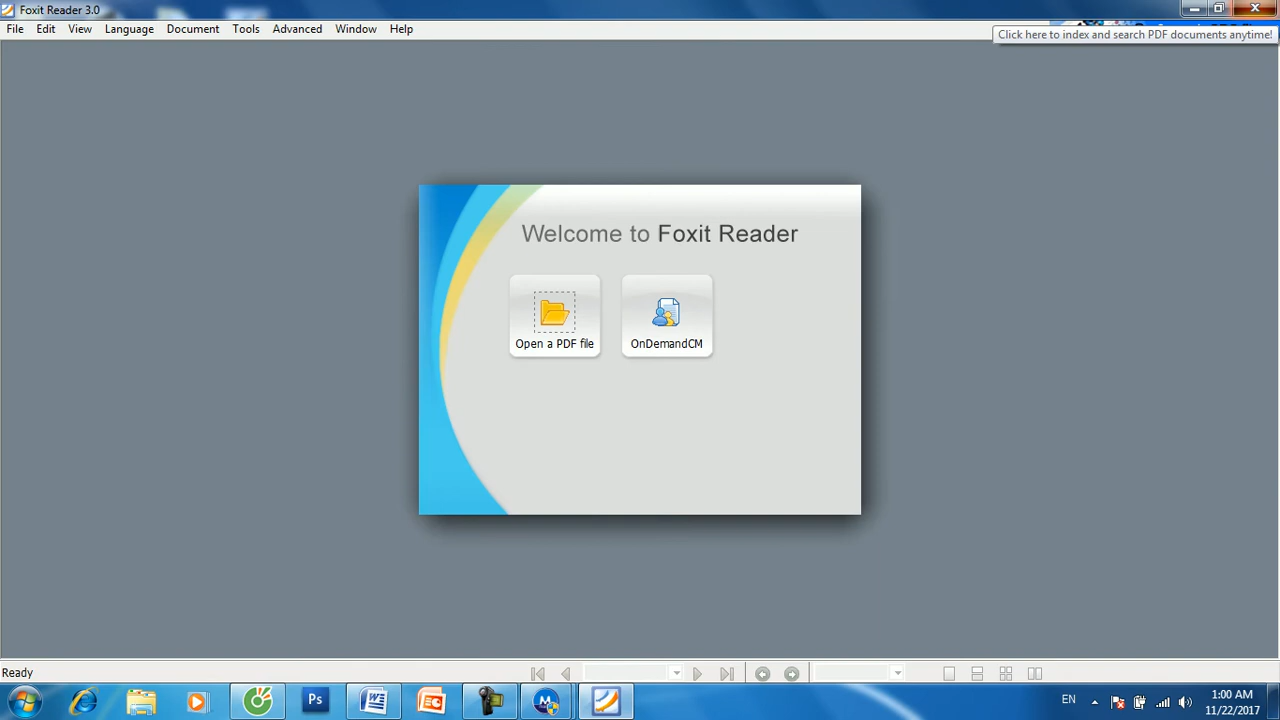 Foxit Reader 3.0
File Edit View Language Document Tools Advanced Window Help
Click here to index and search PDF documents anytime!
Welcome to Foxit Reader
Open a PDF file OnDemandCM
Ready
Ps
EN 1:00 AM
11/22/2017